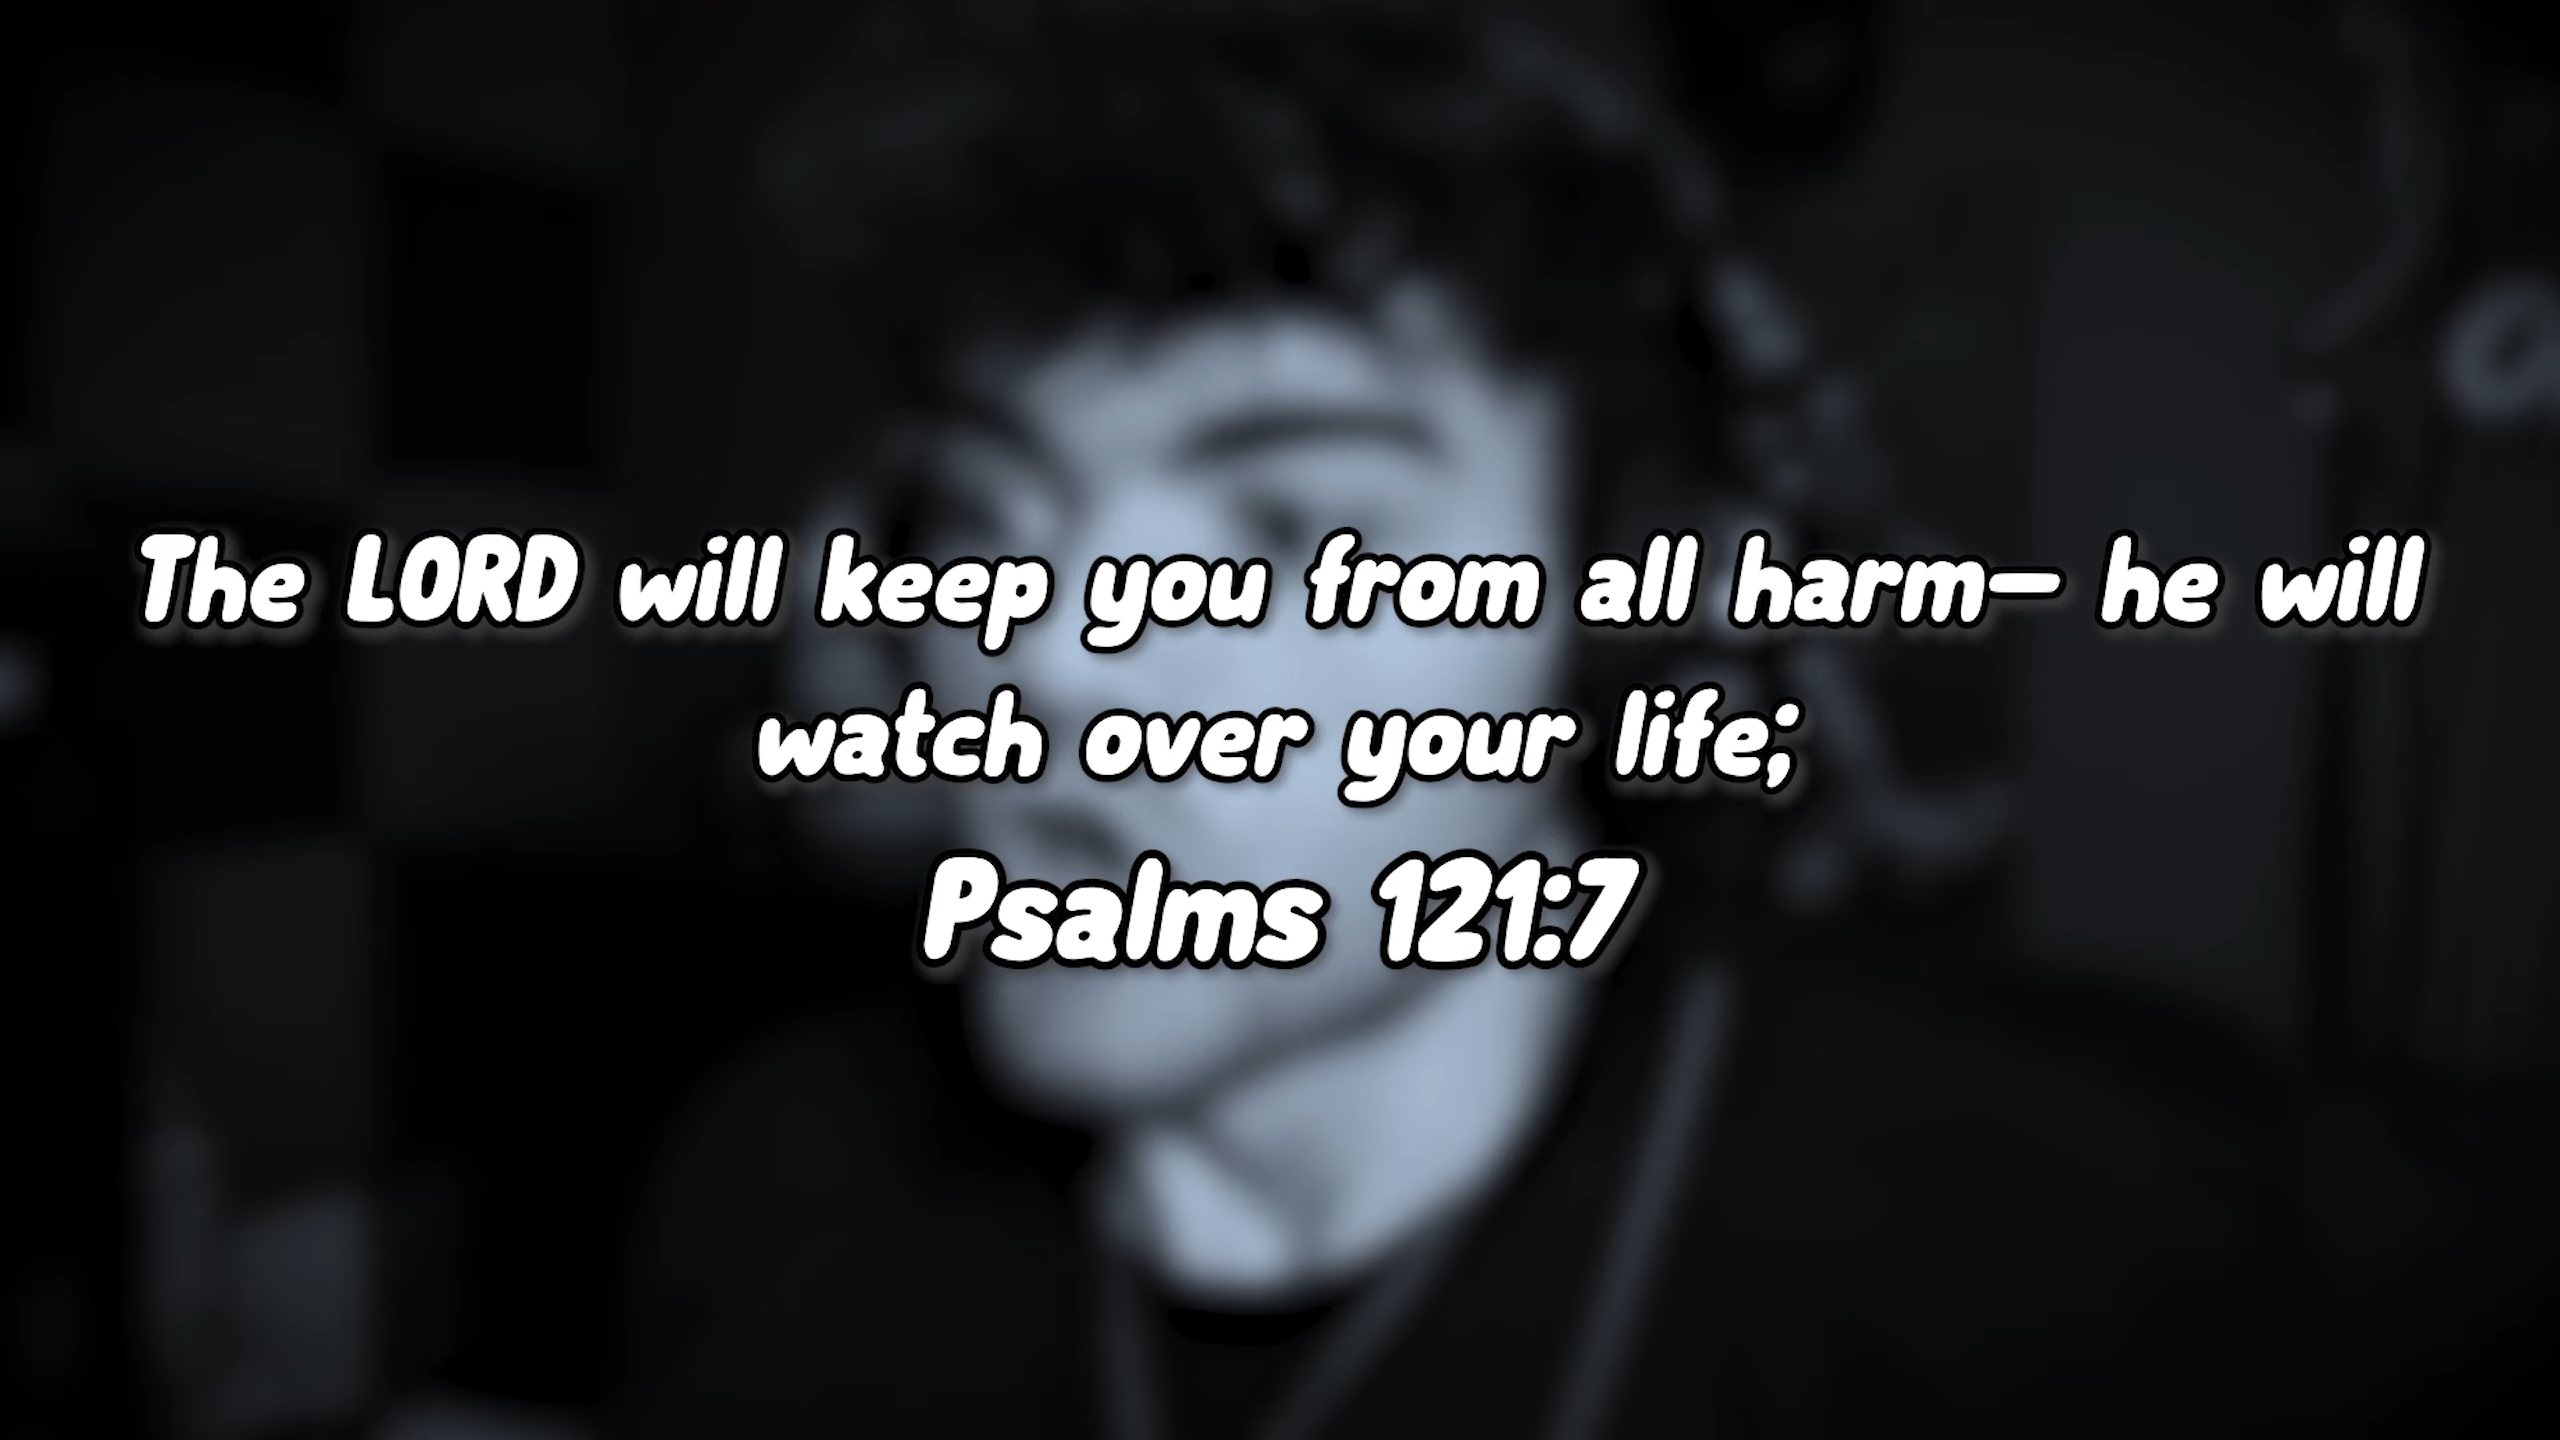 The LORD will keep you from all harm— he will
watch over your life;
Psalms 121:7